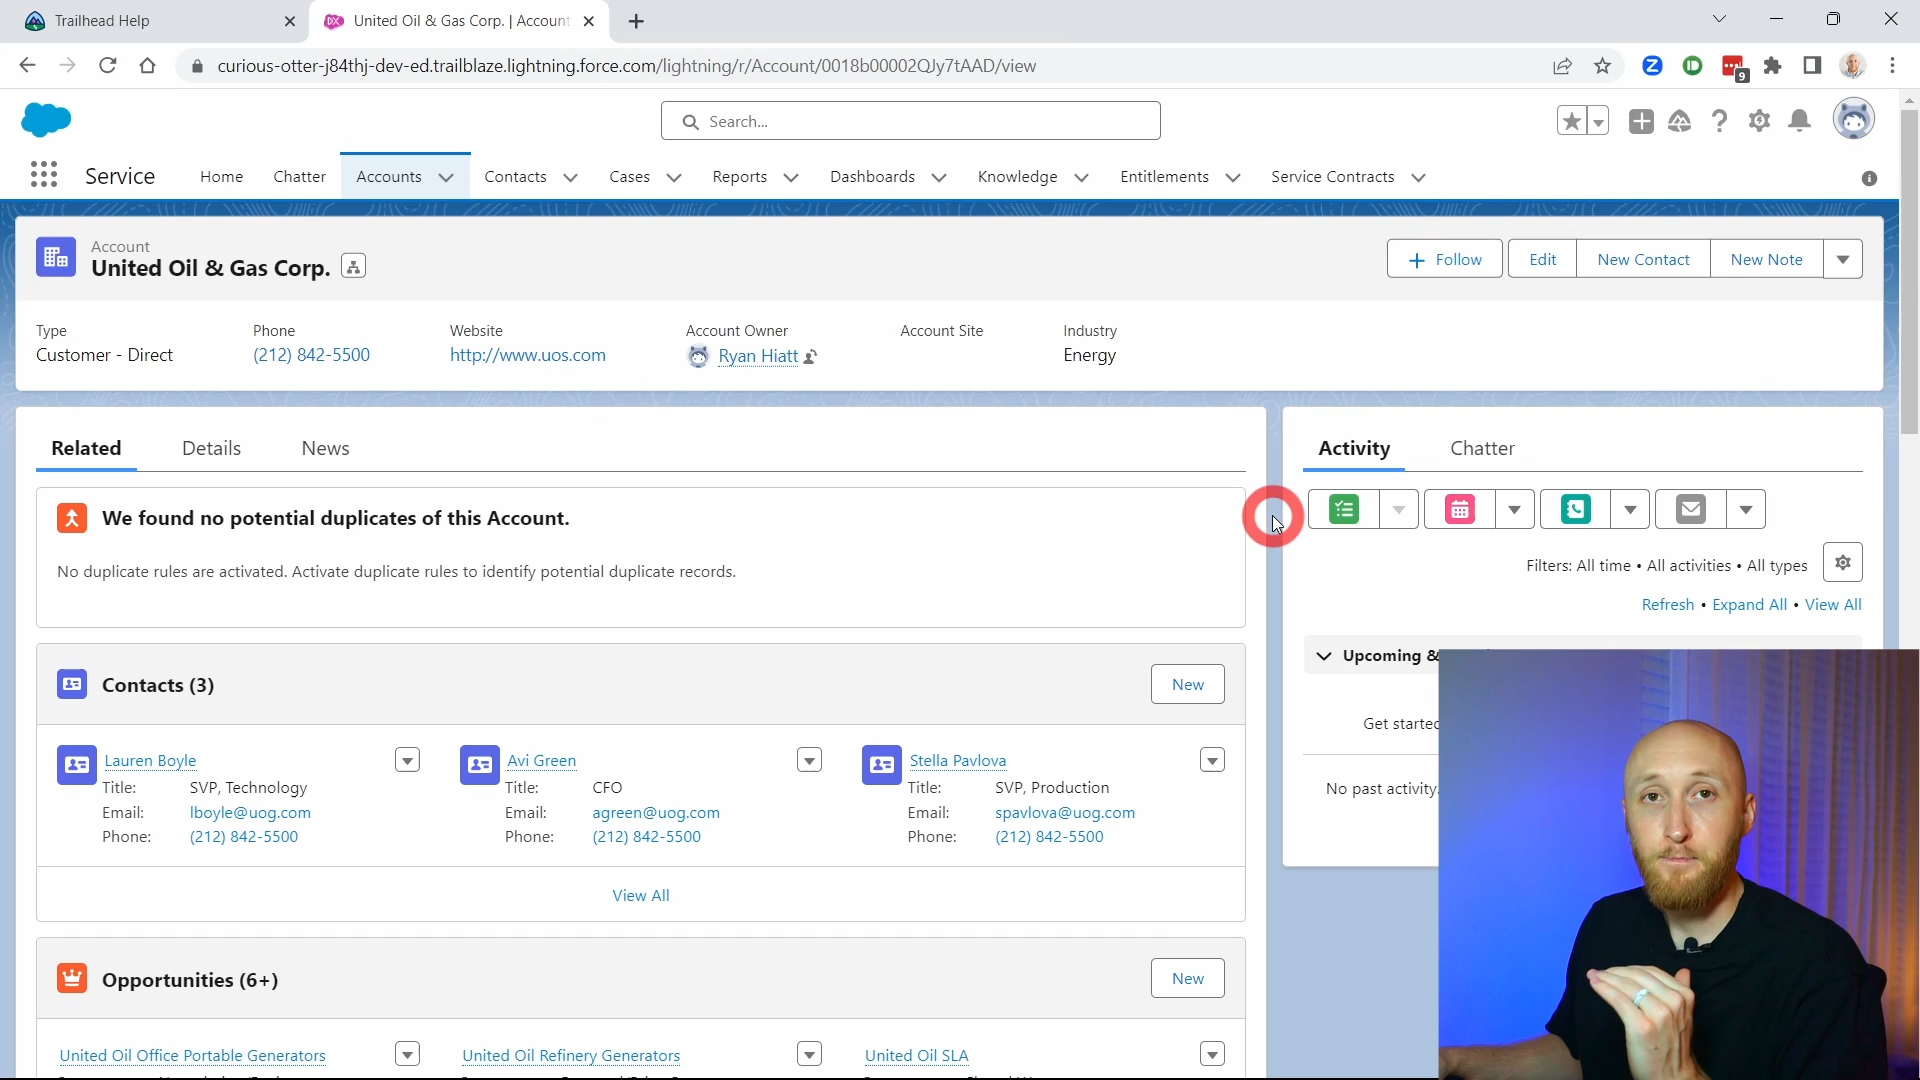 Trailhead Help
United Oil & Gas Corp. | Account
curious-otter-j84thj-dev-ed.trailblaze.lightning.force.com/lightning/r/Account/0018b00002QJy7tAAD/view
9
Search...
Service
Home
Chatter
Accounts
Contacts
Cases
Reports
Dashboards
Knowledge
Entitlements
Service Contracts
Account
United Oil & Gas Corp.
Follow
Edit
New Contact
New Note
Type
Phone
Website
Account Owner
Account Site
Industry
Customer - Direct
(212) 842-5500
http://www.uos.com
Ryan Hiatt
Energy
Related
Details
News
We found no potential duplicates of this Account.
No duplicate rules are activated. Activate duplicate rules to identify potential duplicate records.
Contacts (3)
New
Lauren Boyle
Title: SVP, Technology
Email: lboyle@uog.com
Phone: (212) 842-5500
Avi Green
Title: CFO
Email: agreen@uog.com
Phone: (212) 842-5500
Stella Pavlova
Title: SVP, Production
Email: spavlova@uog.com
Phone: (212) 842-5500
View All
Opportunities (6+)
New
United Oil Office Portable Generators
United Oil Refinery Generators
United Oil SLA
Activity
Chatter
Filters: All time • All activities • All types
Refresh • Expand All • View All
Upcoming &
Get started
No past activity.